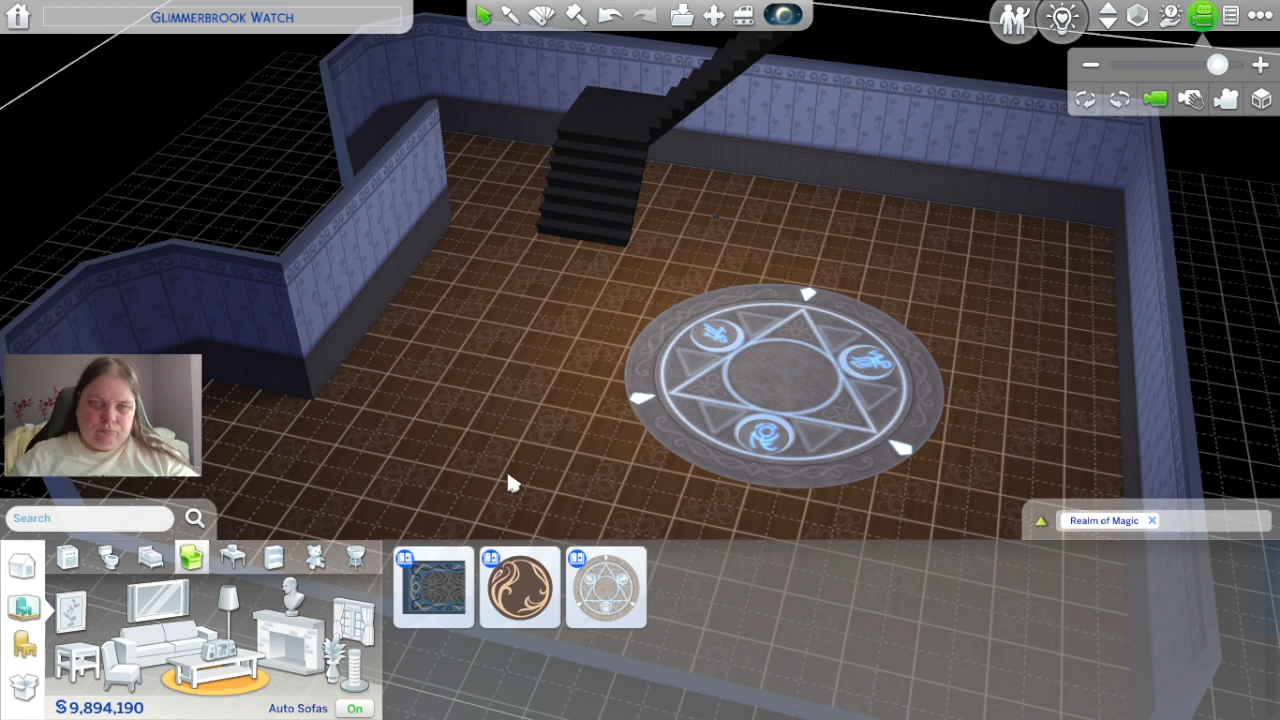 Glimmerbrook Watch
Search
Realm of Magic
§9,894,190
Auto Sofas
On